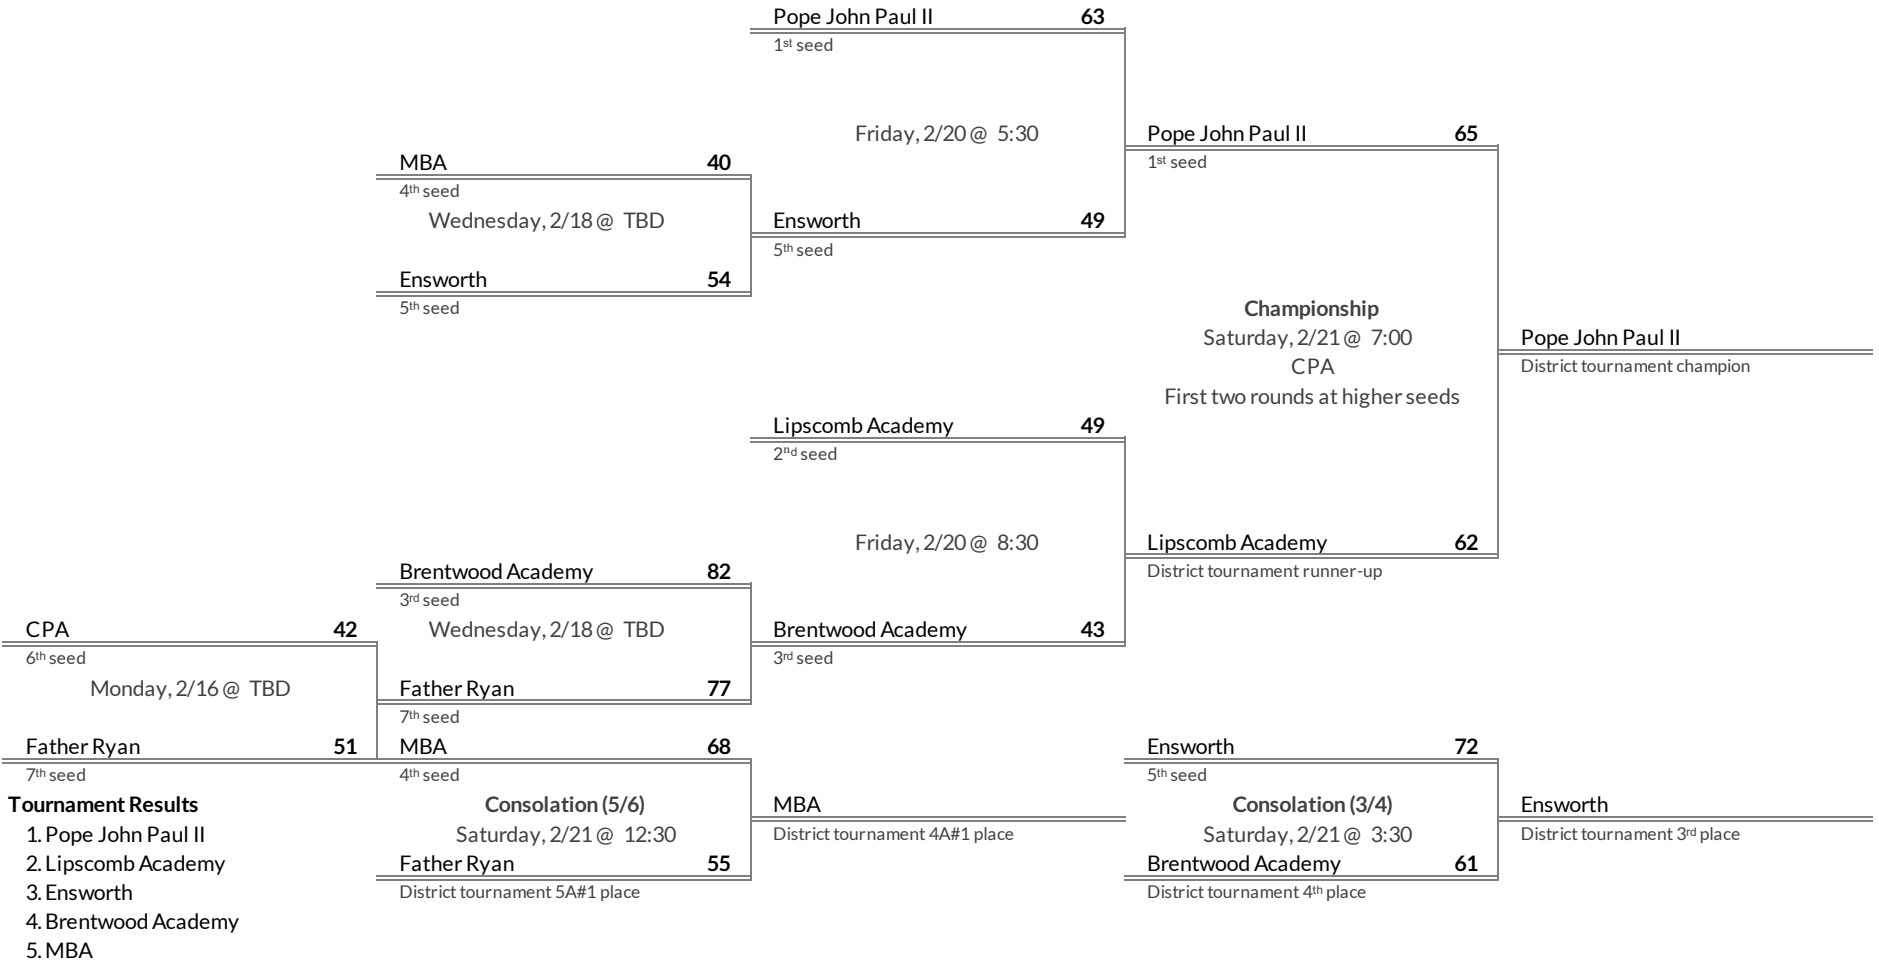 Pope John Paul II 63
1st seed
Friday, 2/20 @ 5:30
Pope John Paul II 65
1st seed
MBA 40
4th seed
Wednesday, 2/18 @ TBD
Ensworth 49
5th seed
Ensworth 54
5th seed
Championship
Saturday, 2/21 @ 7:00
CPA
First two rounds at higher seeds
Pope John Paul II
District tournament champion
Lipscomb Academy 49
2nd seed
Friday, 2/20 @ 8:30
Lipscomb Academy 62
District tournament runner-up
Brentwood Academy 82
3rd seed
Wednesday, 2/18 @ TBD
Brentwood Academy 43
3rd seed
CPA 42
6th seed
Monday, 2/16 @ TBD
Father Ryan 77
7th seed
Father Ryan 51
7th seed
MBA 68
4th seed
Consolation (5/6)
Saturday, 2/21 @ 12:30
Father Ryan 55
District tournament 5A#1 place
MBA
District tournament 4A#1 place
Ensworth 72
5th seed
Consolation (3/4)
Saturday, 2/21 @ 3:30
Brentwood Academy 61
District tournament 4th place
Ensworth
District tournament 3rd place
Tournament Results
1. Pope John Paul II
2. Lipscomb Academy
3. Ensworth
4. Brentwood Academy
5. MBA